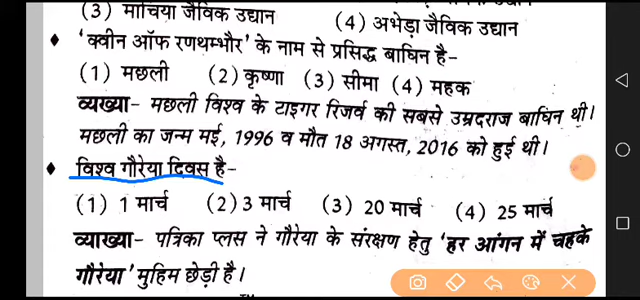 (3) माचिया जैविक उद्यान (4) अभेड़ा जैविक उद्यान
♦ 'क्वीन ऑफ रणथम्भौर' के नाम से प्रसिद्ध बाघिन है-
(1) मछली (2) कृष्णा (3) सीमा (4) महक
व्याख्या- मछली विश्व के टाइगर रिजर्व की सबसे उम्रदराज बाघिन थी।
मछली का जन्म मई, 1996 व मौत 18 अगस्त, 2016 को हुई थी।
♦ विश्व गौरेया दिवस है-
(1) 1 मार्च (2) 3 मार्च (3) 20 मार्च (4) 25 मार्च
व्याख्या- पत्रिका प्लस ने गौरेया के संरक्षण हेतु 'हर आंगन में चहके
गौरेया' मुहिम छेड़ी है।